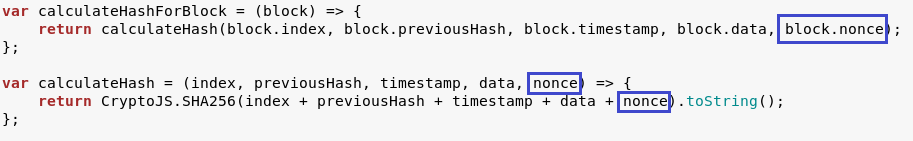 var calculateHashForBlock = (block) => {
    return calculateHash(block.index, block.previousHash, block.timestamp, block.data, block.nonce);
};
var calculateHash = (index, previousHash, timestamp, data, nonce) => {
    return CryptoJS.SHA256(index + previousHash + timestamp + data + nonce).toString();
};